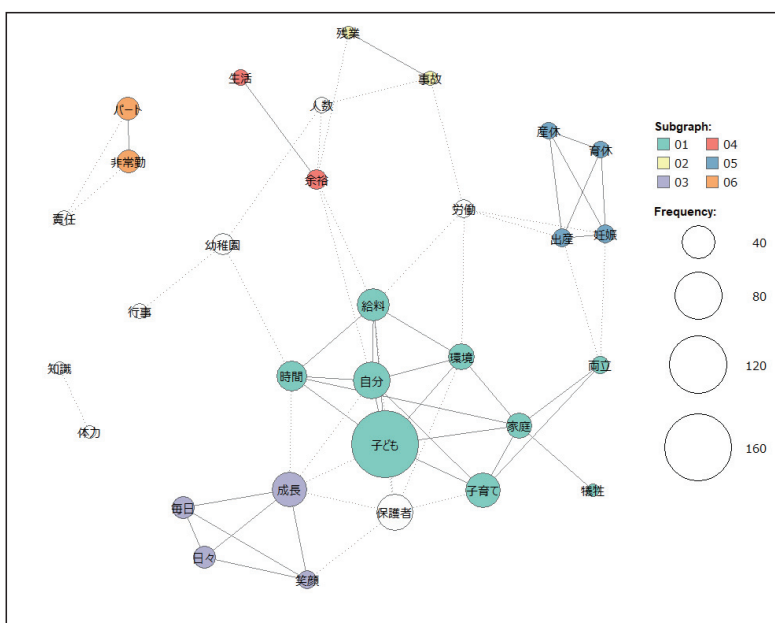 残業
生活
事故
人数
パート
産休
育休
非常勤
余裕
責任
労働
出産
妊娠
幼稚園
給料
行事
知識
環境
時間
自分
両立
体力
家庭
子ども
成長
子育て
犠牲
毎日
保護者
日々
笑顔
Subgraph:
01 04
02 05
03 06
Frequency:
40
80
120
160